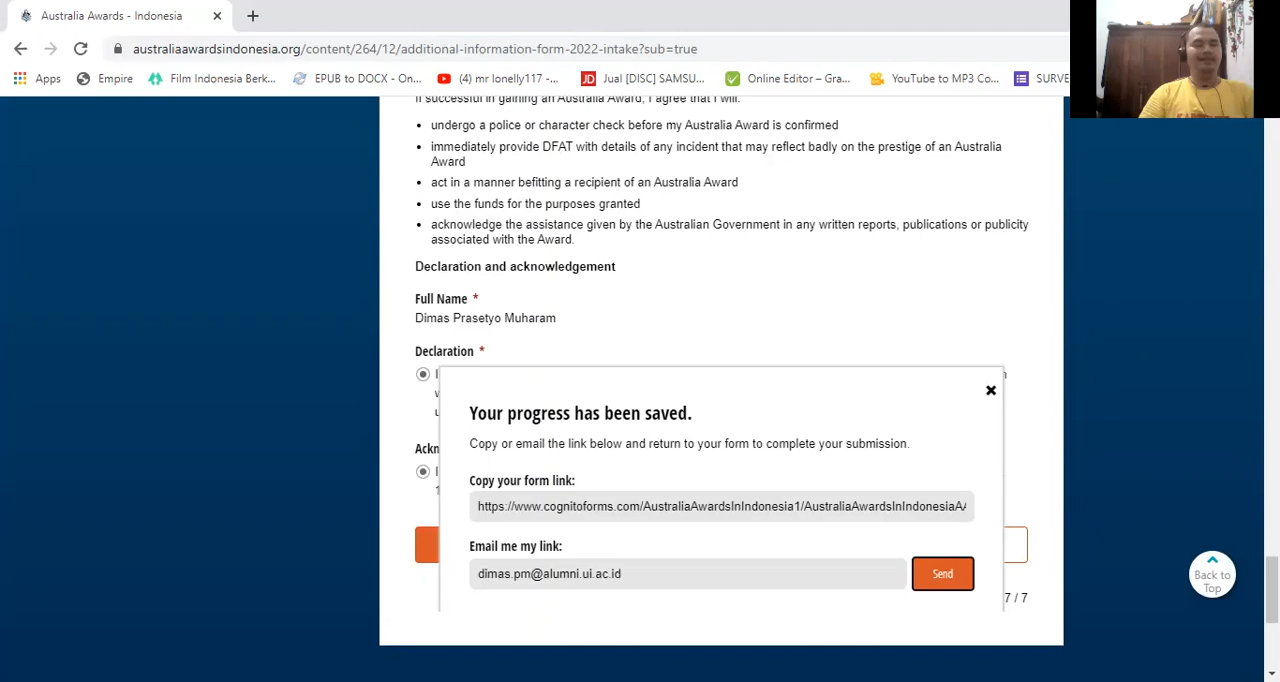 Australia Awards - Indonesia
australiaawardsindonesia.org/content/264/12/additional-information-form-2022-intake?sub=true
Apps Empire Film Indonesia Berk... EPUB to DOCX - On... (4) mr lonelly117 -... JD Jual [DISC] SAMSU... Online Editor – Gra... YouTube to MP3 Co... SURVE
If successful in gaining an Australia Award, I agree that I will:
• undergo a police or character check before my Australia Award is confirmed
• immediately provide DFAT with details of any incident that may reflect badly on the prestige of an Australia
Award
• act in a manner befitting a recipient of an Australia Award
• use the funds for the purposes granted
• acknowledge the assistance given by the Australian Government in any written reports, publications or publicity
associated with the Award.
Declaration and acknowledgement
Full Name *
Dimas Prasetyo Muharam
Declaration *
Your progress has been saved.
Copy or email the link below and return to your form to complete your submission.
Ackn
Copy your form link:
https://www.cognitoforms.com/AustraliaAwardsInIndonesia1/AustraliaAwardsInIndonesiaA
Email me my link:
dimas.pm@alumni.ui.ac.id Send
7 / 7
Back to
Top